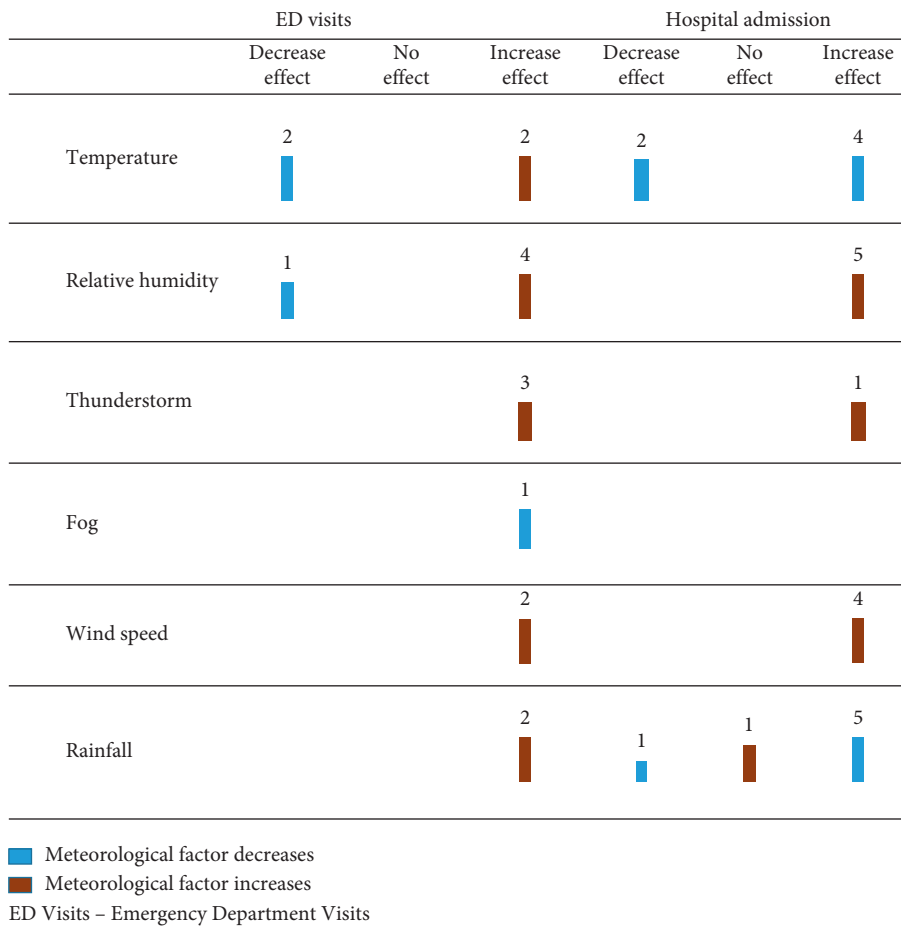 ED visits Hospital admission
Decrease effect No effect Increase effect Decrease effect No effect Increase effect
2 2 2 4
Temperature
1 4 5
Relative humidity
3 1
Thunderstorm
1
Fog
2 4
Wind speed
2 1 1 5
Rainfall
Meteorological factor decreases
Meteorological factor increases
ED Visits – Emergency Department Visits